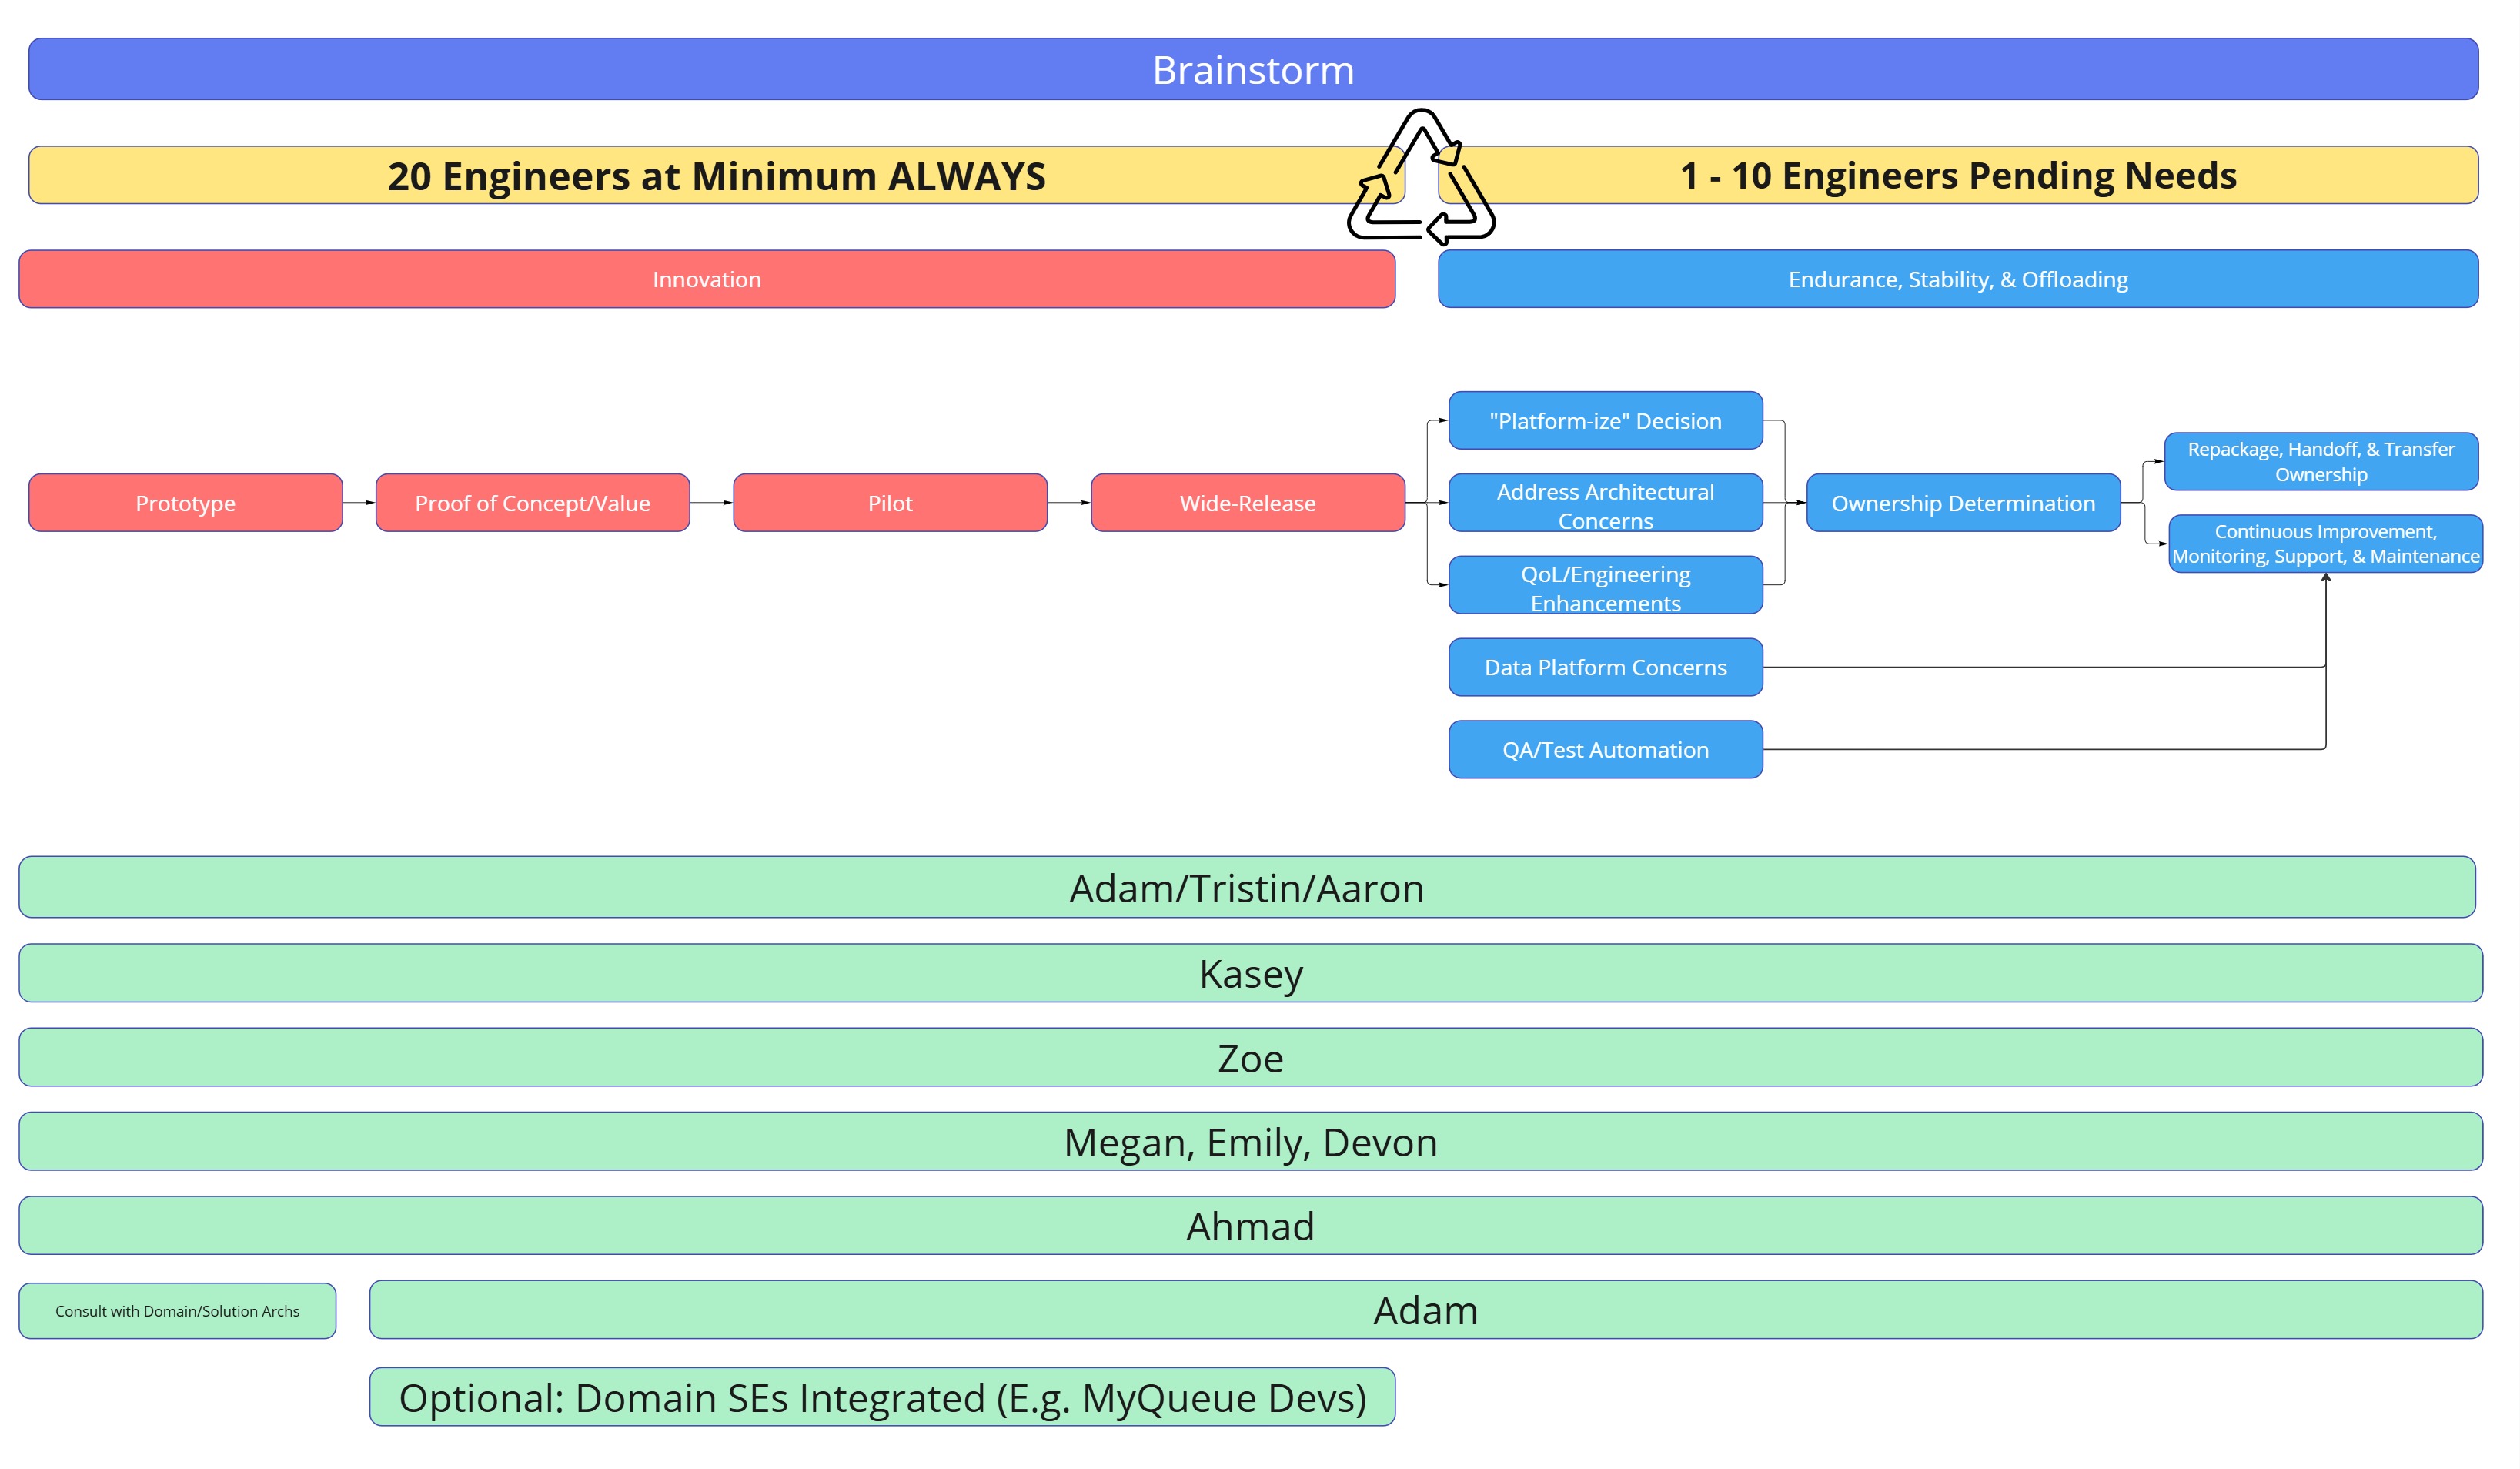 Brainstorm
20 Engineers at Minimum ALWAYS
1 - 10 Engineers Pending Needs
Innovation
Endurance, Stability, & Offloading
Prototype
Proof of Concept/Value
Pilot
Wide-Release
"Platform-ize" Decision
Address Architectural
Concerns
QoL/Engineering
Enhancements
Data Platform Concerns
QA/Test Automation
Ownership Determination
Repackage, Handoff, & Transfer
Ownership
Continuous Improvement,
Monitoring, Support, & Maintenance
Adam/Tristin/Aaron
Kasey
Zoe
Megan, Emily, Devon
Ahmad
Consult with Domain/Solution Archs
Adam
Optional: Domain SEs Integrated (E.g. MyQueue Devs)